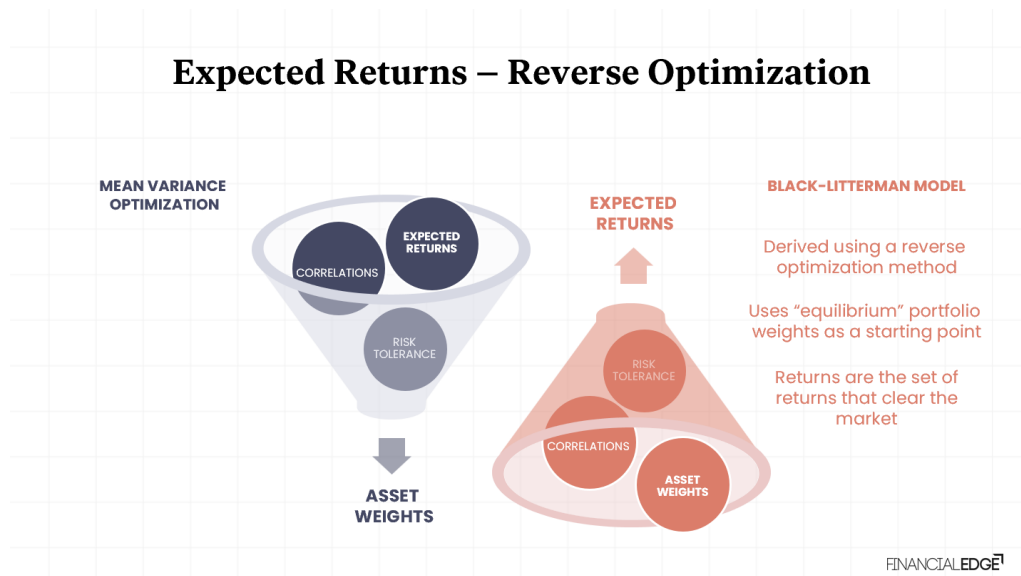 Expected Returns – Reverse Optimization
MEAN VARIANCE
OPTIMIZATION
EXPECTED
RETURNS
CORRELATIONS
RISK
TOLERANCE
ASSET
WEIGHTS
EXPECTED
RETURNS
RISK
TOLERANCE
CORRELATIONS
ASSET
WEIGHTS
BLACK-LITTERMAN MODEL
Derived using a reverse
optimization method
Uses “equilibrium” portfolio
weights as a starting point
Returns are the set of
returns that clear the
market
FINANCIALEDGE